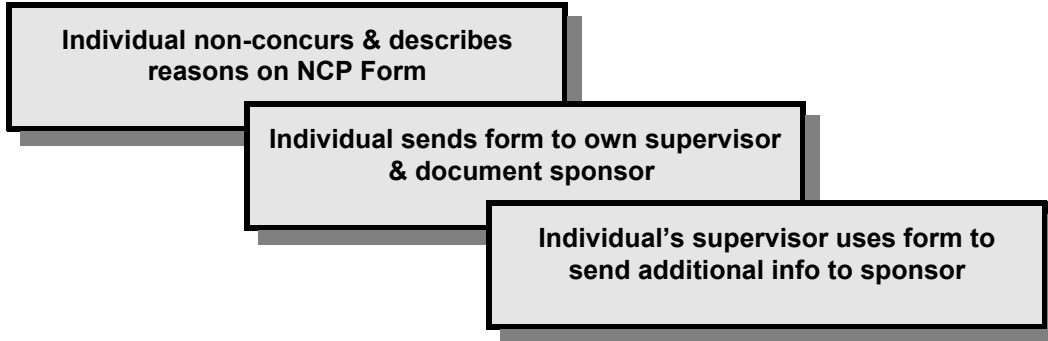 Individual non-concurs & describes
reasons on NCP Form
Individual sends form to own supervisor
& document sponsor
Individual’s supervisor uses form to
send additional info to sponsor